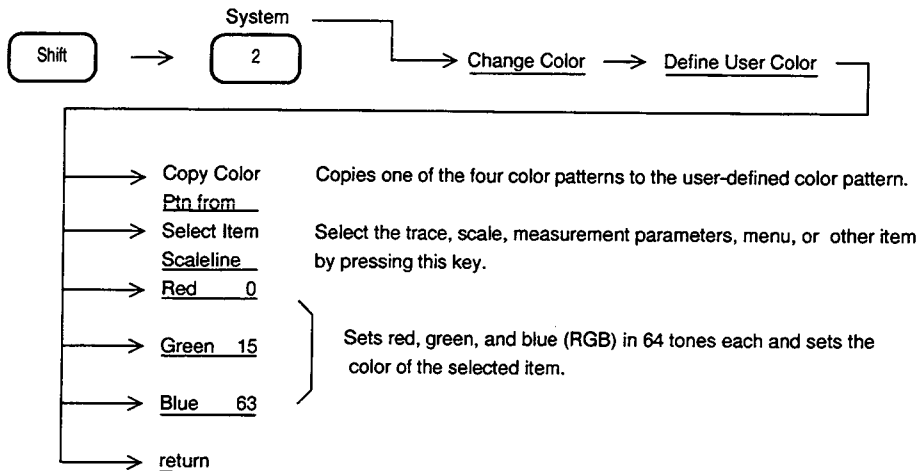 System
Shift 2 Change Color Define User Color
Copy Color Copies one of the four color patterns to the user-defined color pattern.
Ptn from
Select Item Select the trace, scale, measurement parameters, menu, or other item
Scaleline by pressing this key.
Red 0
Green 15 Sets red, green, and blue (RGB) in 64 tones each and sets the
color of the selected item.
Blue 63
return